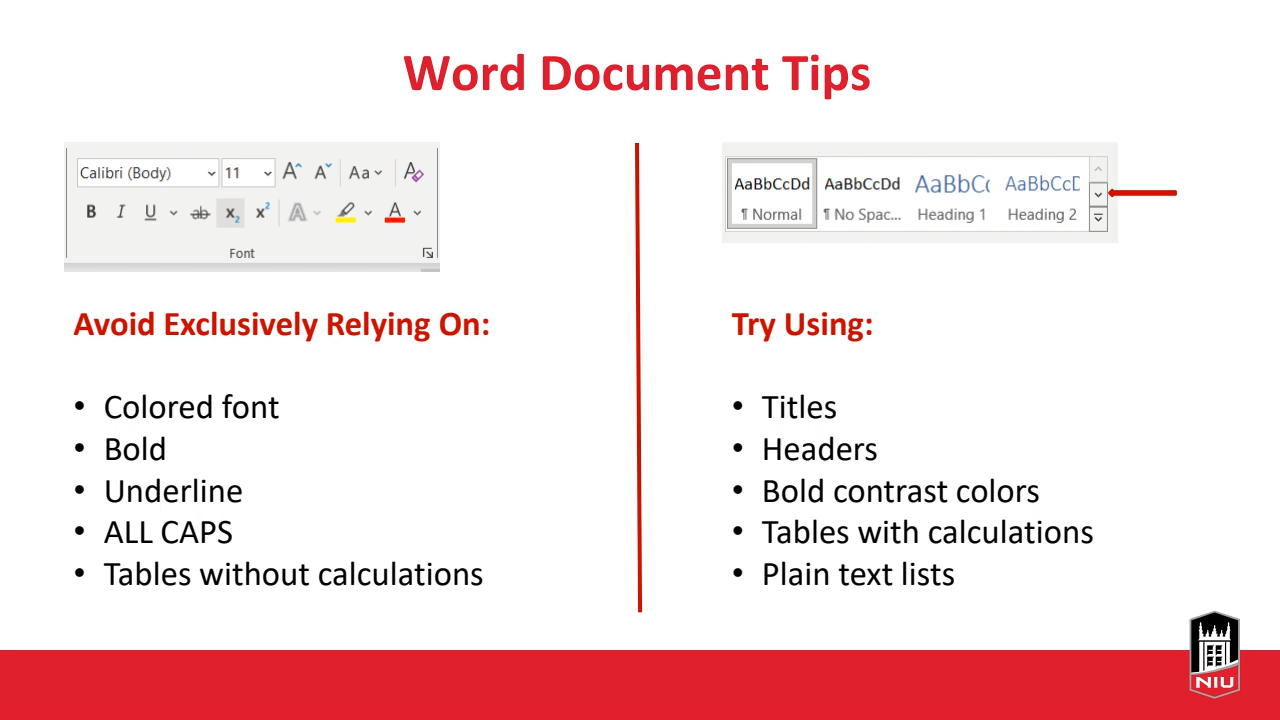 Word Document Tips
Calibri (Body) 11 Aa A
B I U ab x2 x2 A A
Font
Avoid Exclusively Relying On:
• Colored font
• Bold
• Underline
• ALL CAPS
• Tables without calculations
AaBbCcDd AaBbCcDd AaBbCc AaBbCcD
¶ Normal ¶ No Spac... Heading 1 Heading 2
Try Using:
• Titles
• Headers
• Bold contrast colors
• Tables with calculations
• Plain text lists
NIU